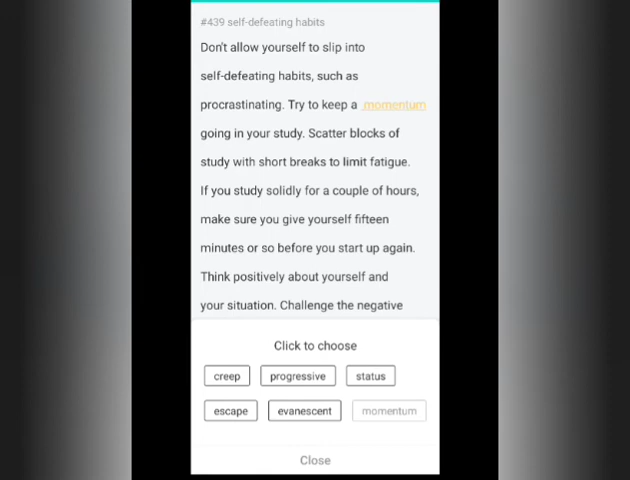 #439 self-defeating habits
Don't allow yourself to slip into
self-defeating habits, such as
procrastinating. Try to keep a momentum
going in your study. Scatter blocks of
study with short breaks to limit fatigue.
If you study solidly for a couple of hours,
make sure you give yourself fifteen
minutes or so before you start up again.
Think positively about yourself and
your situation. Challenge the negative
Click to choose
creep progressive status
escape evanescent momentum
Close